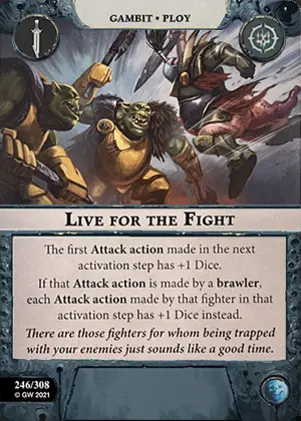 GAMBIT • PLOY
LIVE FOR THE FIGHT
The first Attack action made in the next
activation step has +1 Dice.
If that Attack action is made by a brawler,
each Attack action made by that fighter in that
activation step has +1 Dice instead.
There are those fighters for whom being trapped
with your enemies just sounds like a good time.
246/308
© GW 2021